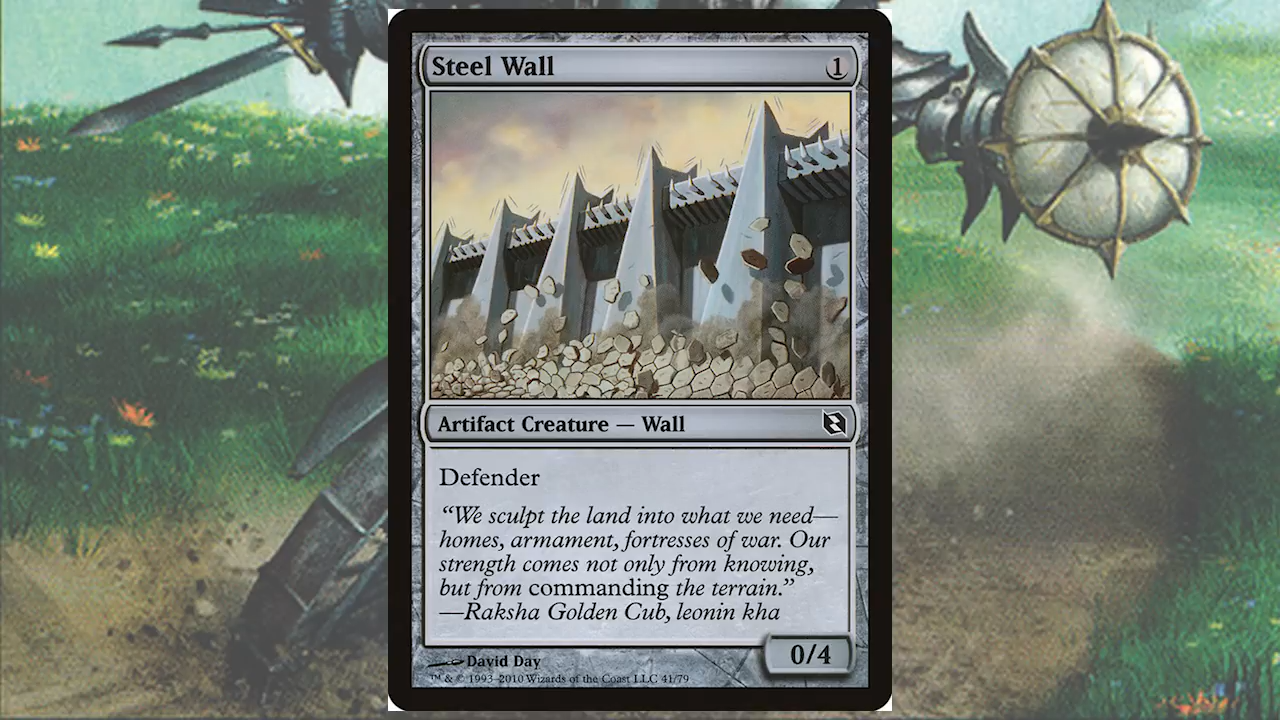 Steel Wall 1
Artifact Creature — Wall
Defender
“We sculpt the land into what we need—
homes, armament, fortresses of war. Our
strength comes not only from knowing,
but from commanding the terrain.”
—Raksha Golden Cub, leonin kha
0/4
David Day
™ & © 1993–2010 Wizards of the Coast LLC 41/79